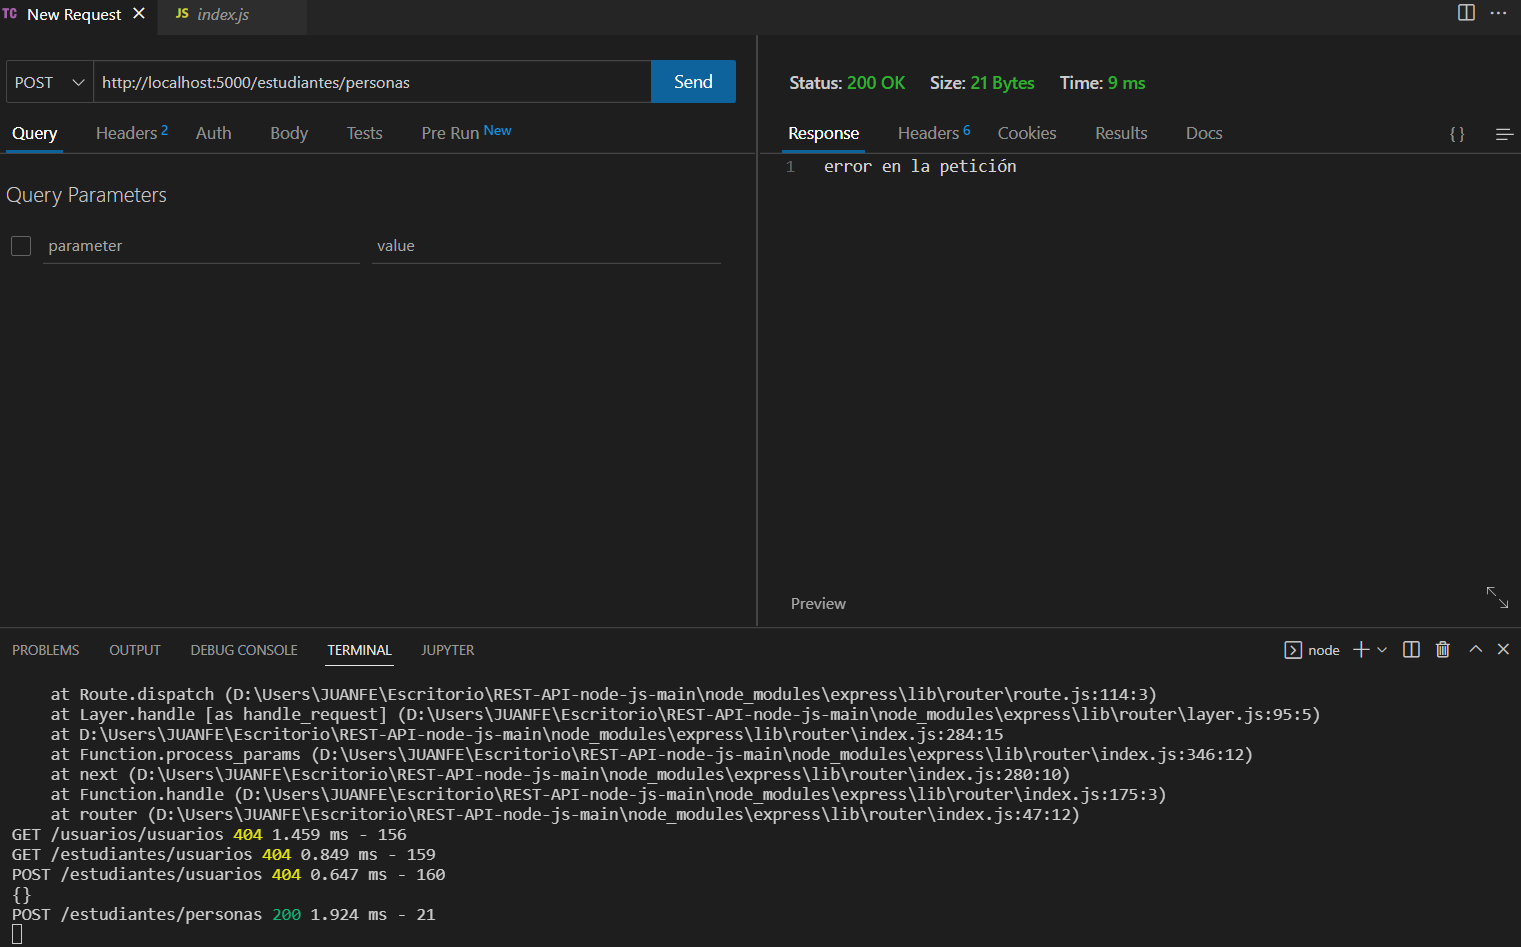 TC New Request × JS index.js ···
POST http://localhost:5000/estudiantes/personas Send
Query Headers 2 Auth Body Tests Pre Run New
Query Parameters
parameter value
Status: 200 OK Size: 21 Bytes Time: 9 ms
Response Headers 6 Cookies Results Docs {}
1 error en la petición
Preview
PROBLEMS OUTPUT DEBUG CONSOLE TERMINAL JUPYTER node
at Route.dispatch (D:\Users\JUANFE\Escritorio\REST-API-node-js-main\node_modules\express\lib\router\route.js:114:3)
at Layer.handle [as handle_request] (D:\Users\JUANFE\Escritorio\REST-API-node-js-main\node_modules\express\lib\router\layer.js:95:5)
at D:\Users\JUANFE\Escritorio\REST-API-node-js-main\node_modules\express\lib\router\index.js:284:15
at Function.process_params (D:\Users\JUANFE\Escritorio\REST-API-node-js-main\node_modules\express\lib\router\index.js:346:12)
at next (D:\Users\JUANFE\Escritorio\REST-API-node-js-main\node_modules\express\lib\router\index.js:280:10)
at Function.handle (D:\Users\JUANFE\Escritorio\REST-API-node-js-main\node_modules\express\lib\router\index.js:175:3)
at router (D:\Users\JUANFE\Escritorio\REST-API-node-js-main\node_modules\express\lib\router\index.js:47:12)
GET /usuarios/usuarios 404 1.459 ms - 156
GET /estudiantes/usuarios 404 0.849 ms - 159
POST /estudiantes/usuarios 404 0.647 ms - 160
{}
POST /estudiantes/personas 200 1.924 ms - 21